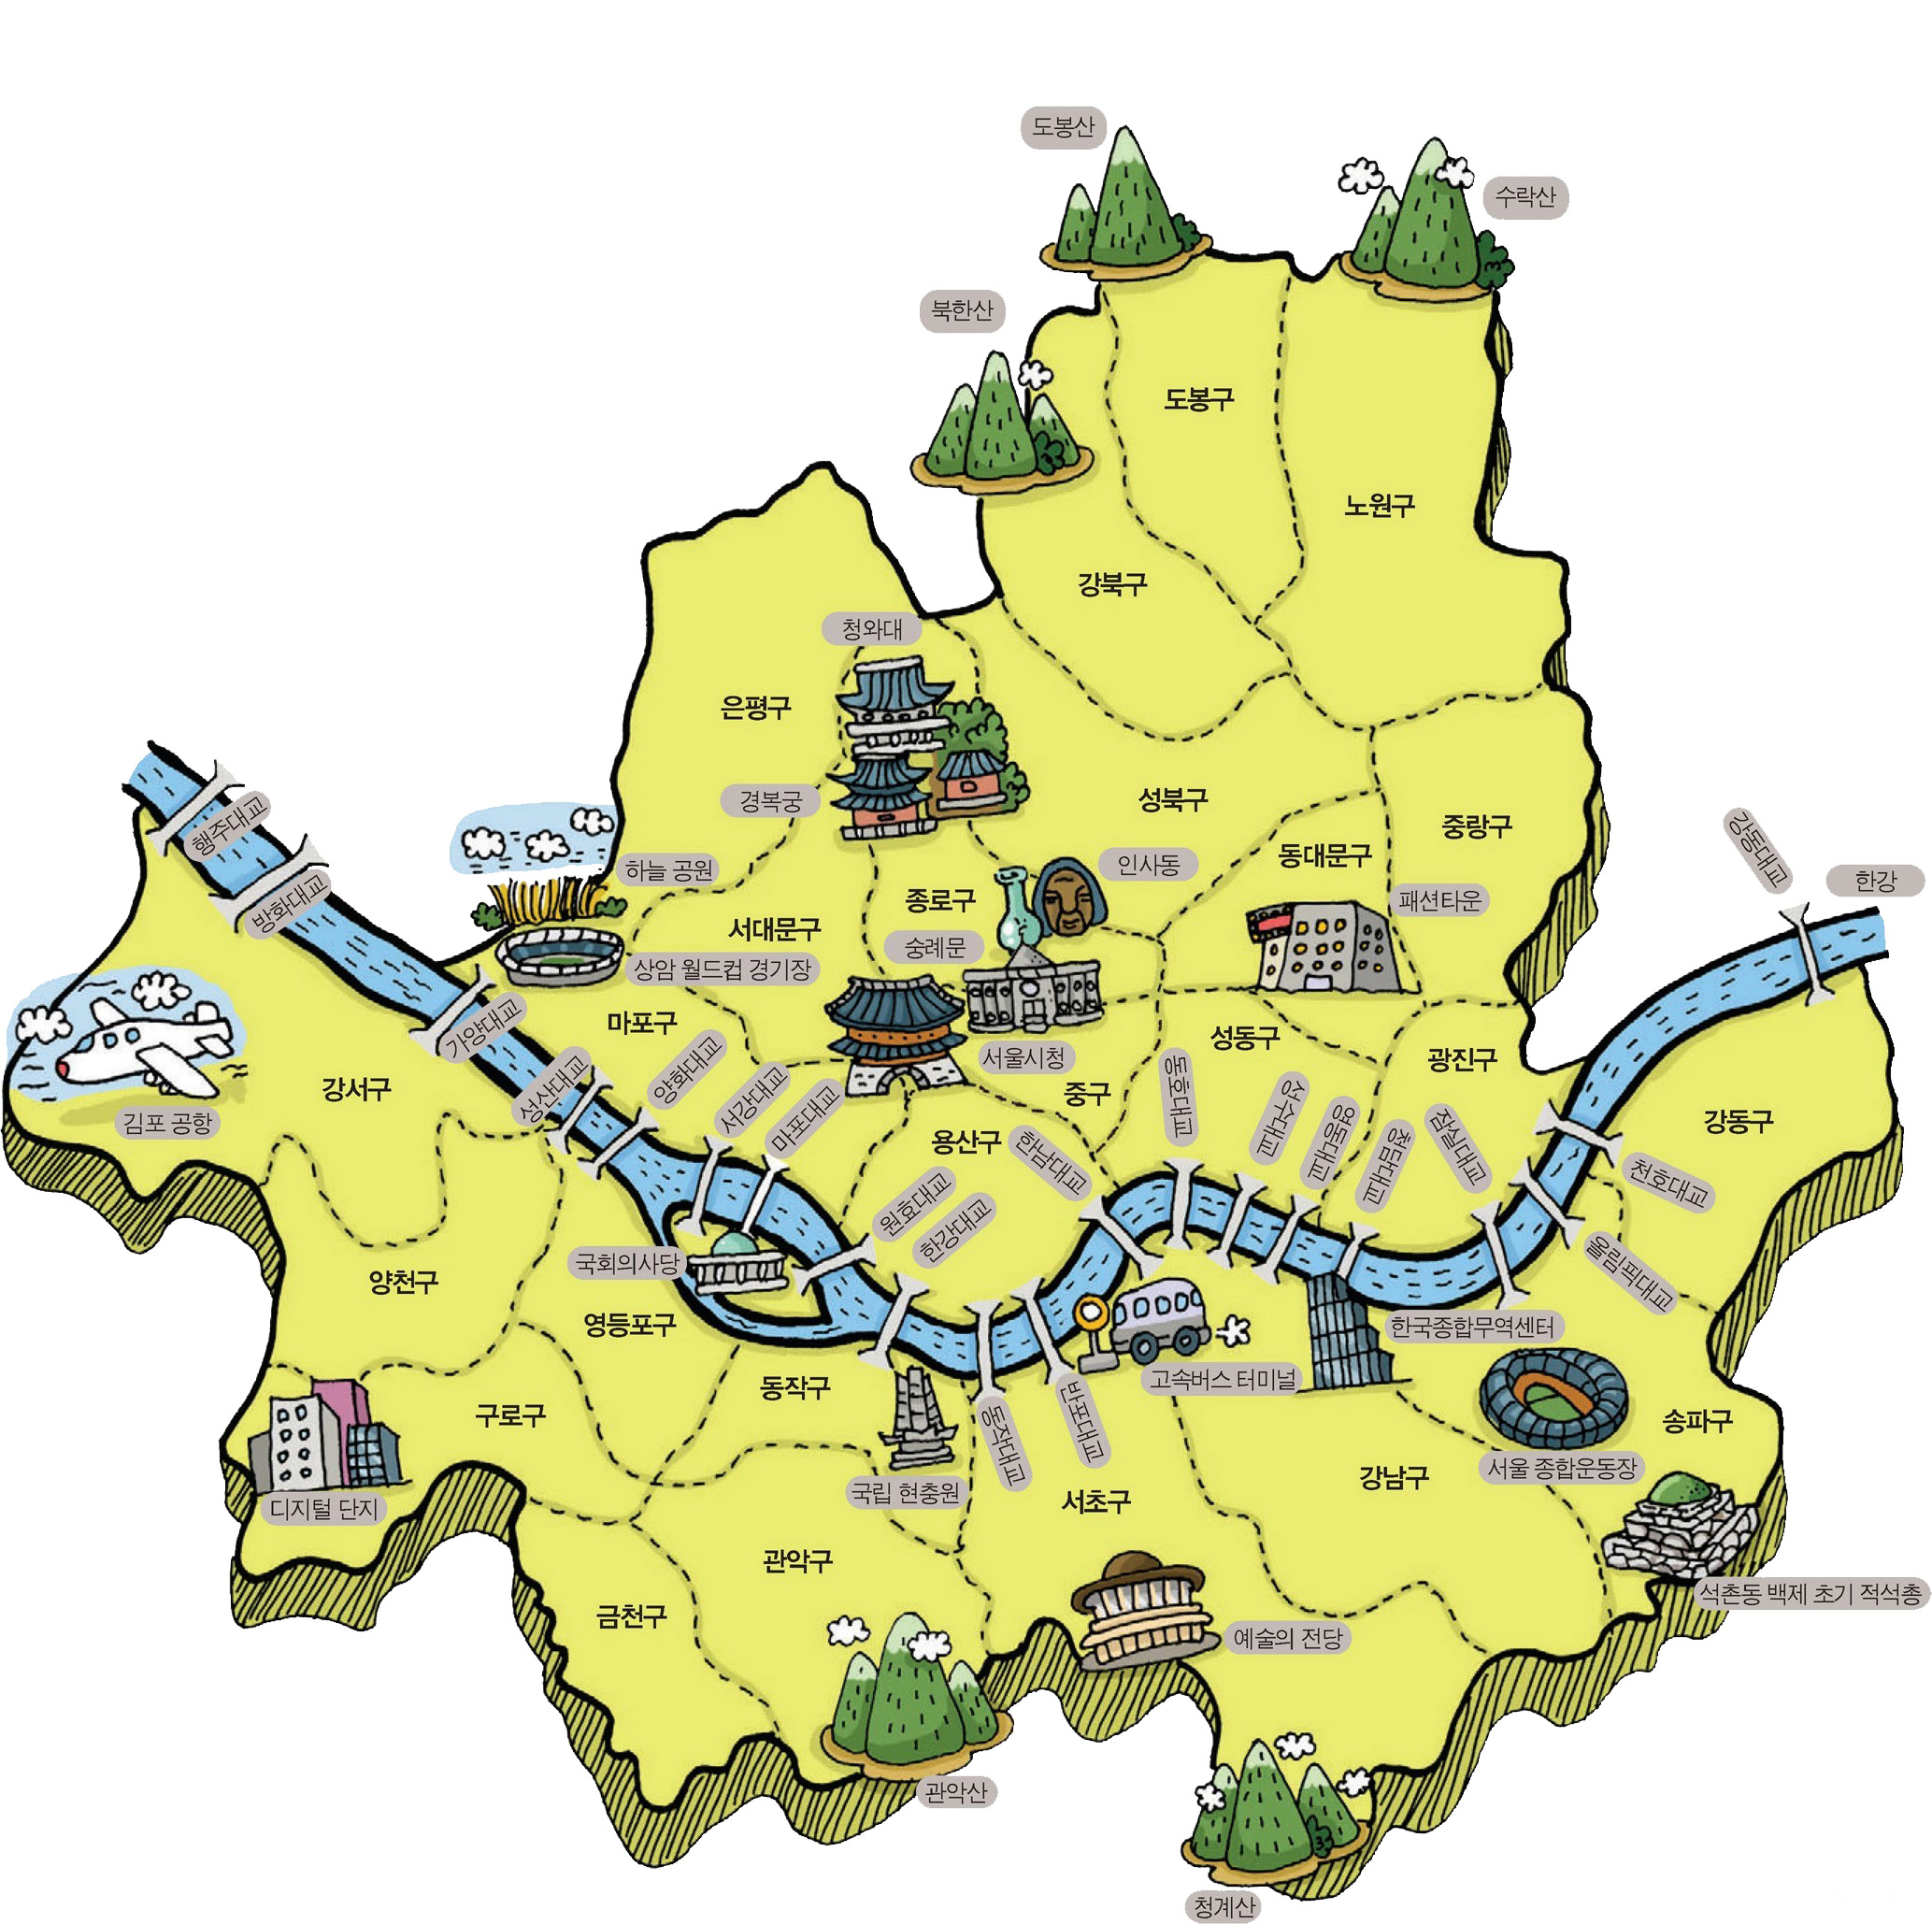 도봉산
수락산
북한산
도봉구
노원구
강북구
청와대
은평구
경복궁
성북구
중랑구
행주대교
방화대교
하늘 공원
동대문구
인사동
강동대교
한강
종로구
패션타운
서대문구
숭례문
상암 월드컵 경기장
가양대교
마포구
성동구
서울시청
광진구
강서구
성산대교
양화대교
서강대교
마포대교
중구
동호대교
성수대교
영동대교
청담대교
잠실대교
김포 공항
강동구
용산구
한남대교
천호대교
원효대교
한강대교
국회의사당
올림픽대교
양천구
영등포구
한국종합무역센터
고속버스 터미널
동작구
구로구
동작대교
반포대교
송파구
강남구
서울 종합운동장
국립 현충원
서초구
디지털 단지
관악구
석촌동 백제 초기 적석총
금천구
예술의 전당
관악산
청계산